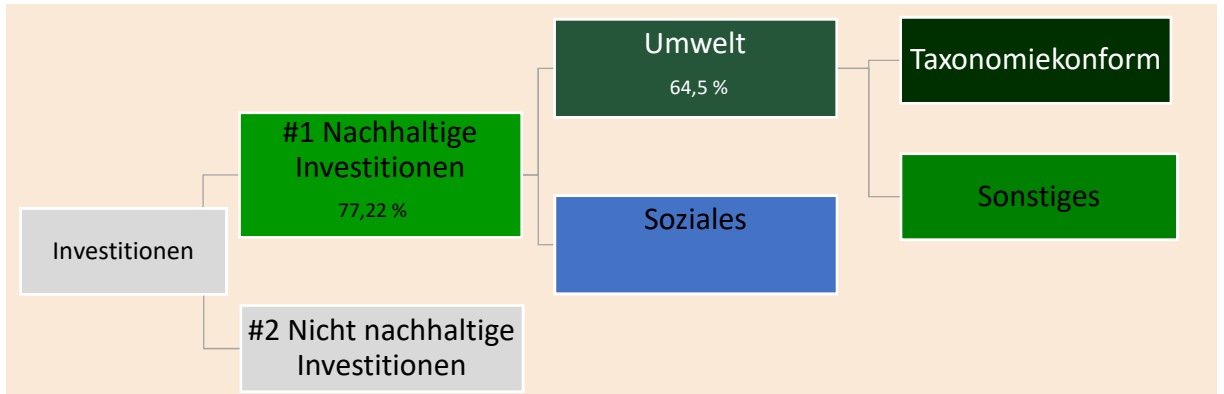 Investitionen
#1 Nachhaltige
Investitionen
77,22 %
#2 Nicht nachhaltige
Investitionen
Umwelt
64,5 %
Soziales
Taxonomiekonform
Sonstiges